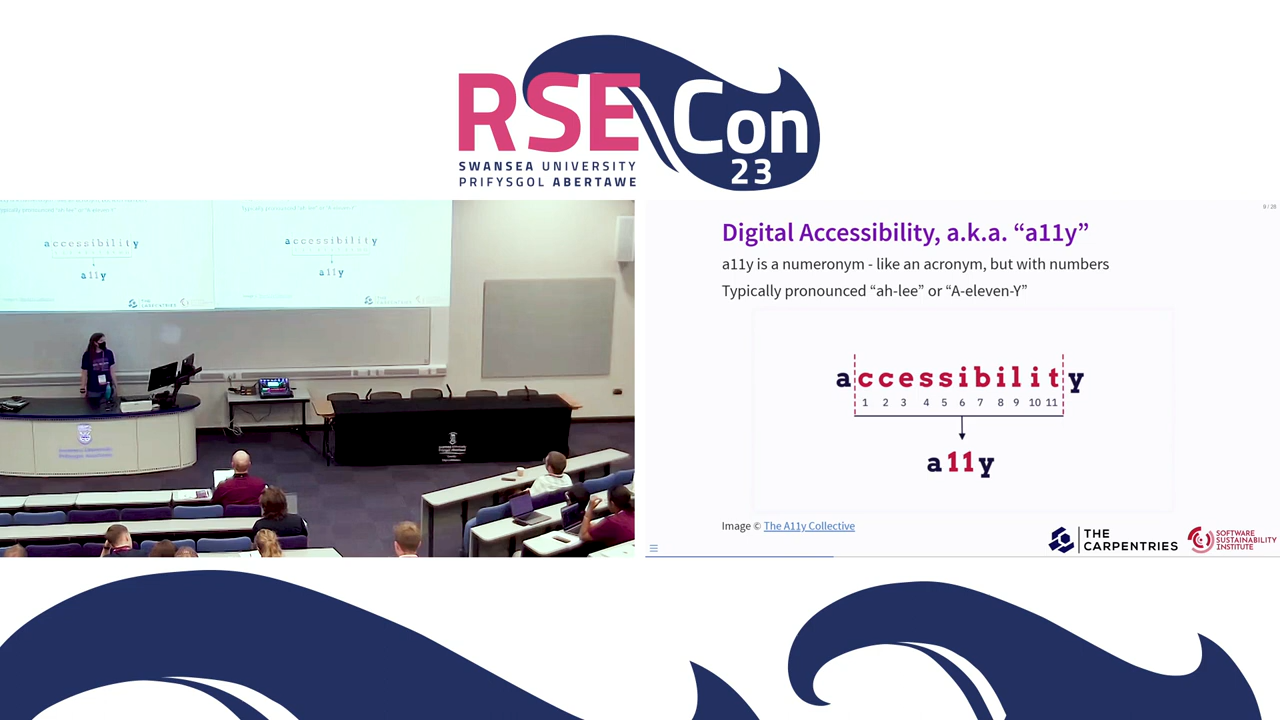 RSE Con
23
SWANSEA UNIVERSITY
PRIFYSGOL ABERTAWE
accessibility
a11y
accessibility
a11y
9 / 28
Digital Accessibility, a.k.a. “a11y”
a11y is a numeronym - like an acronym, but with numbers
Typically pronounced “ah-lee” or “A-eleven-Y”
accessibility
1 2 3 4 5 6 7 8 9 10 11
a11y
Image © The A11y Collective
THE CARPENTRIES
SOFTWARE SUSTAINABILITY INSTITUTE